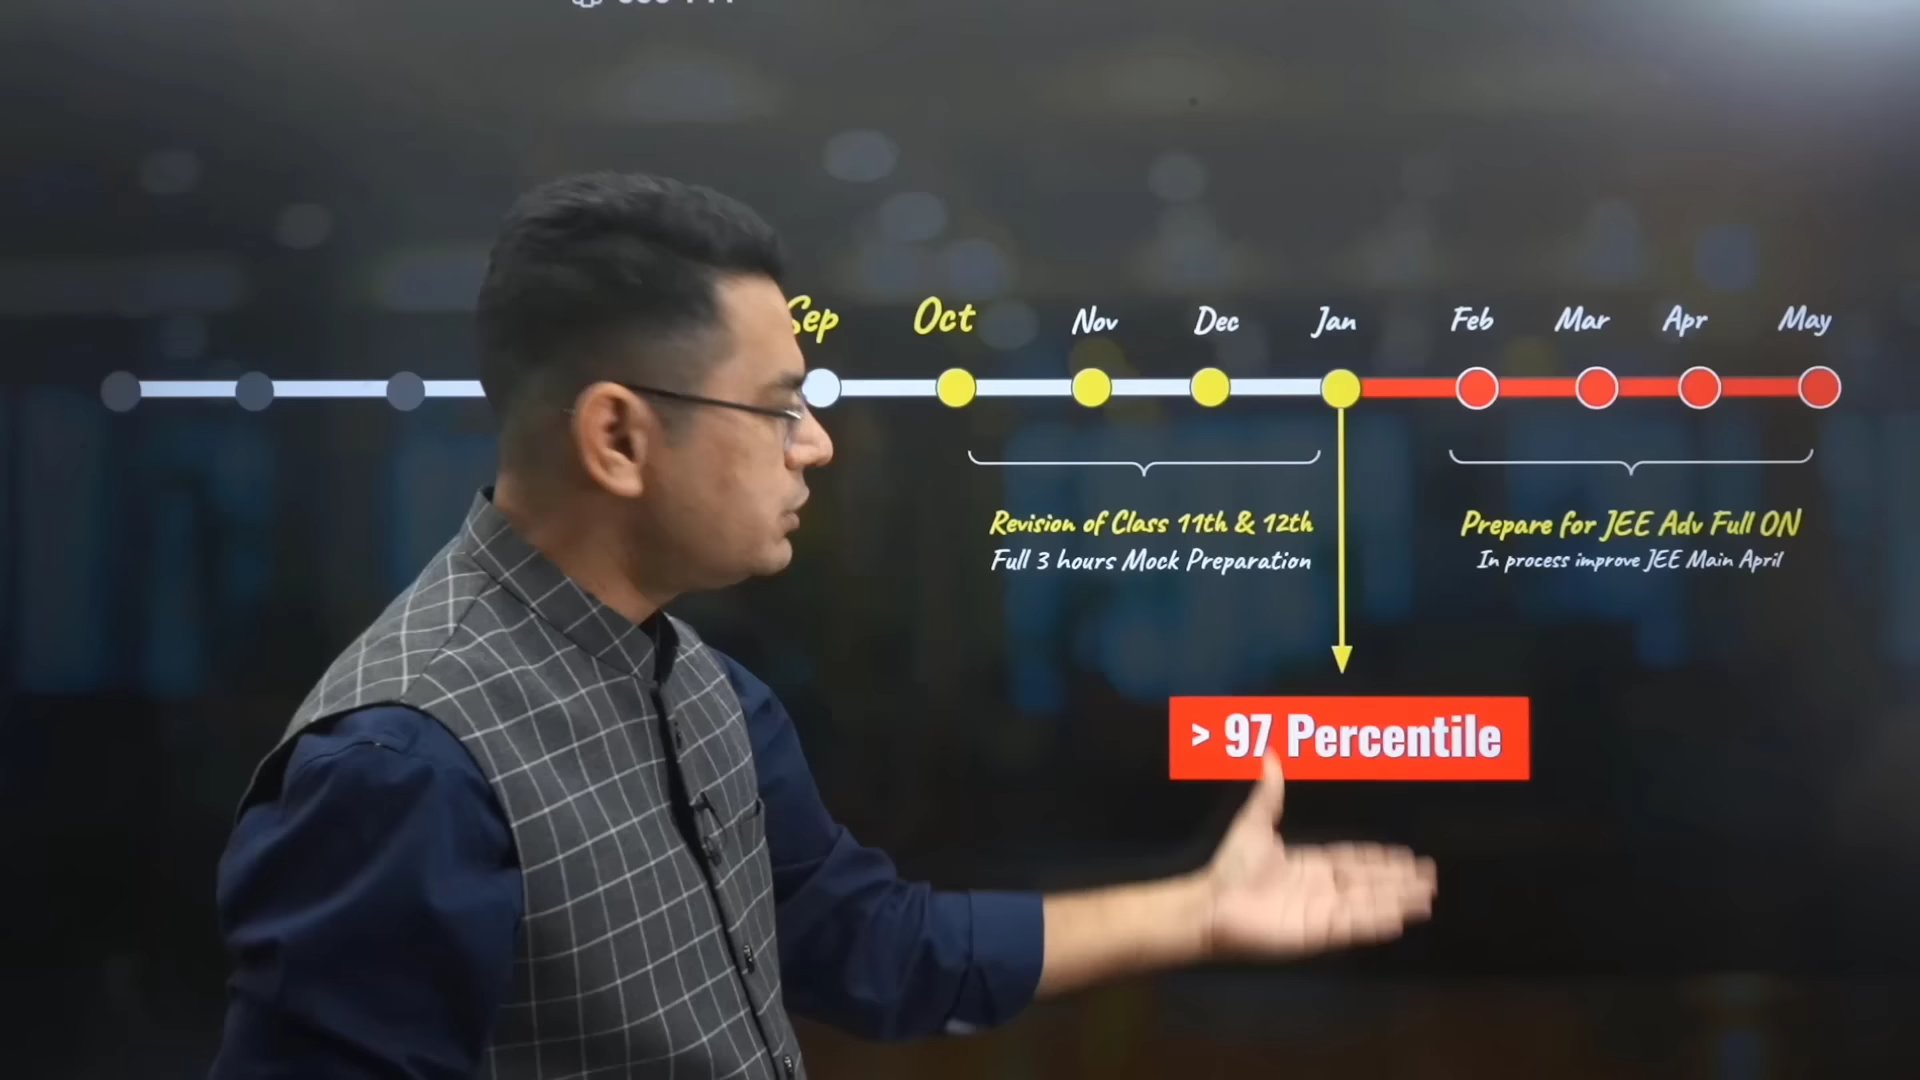 Sep Oct Nov Dec Jan Feb Mar Apr May
Revision of Class 11th & 12th
Full 3 hours Mock Preparation
Prepare for JEE Adv Full ON
In process improve JEE Main April
> 97 Percentile